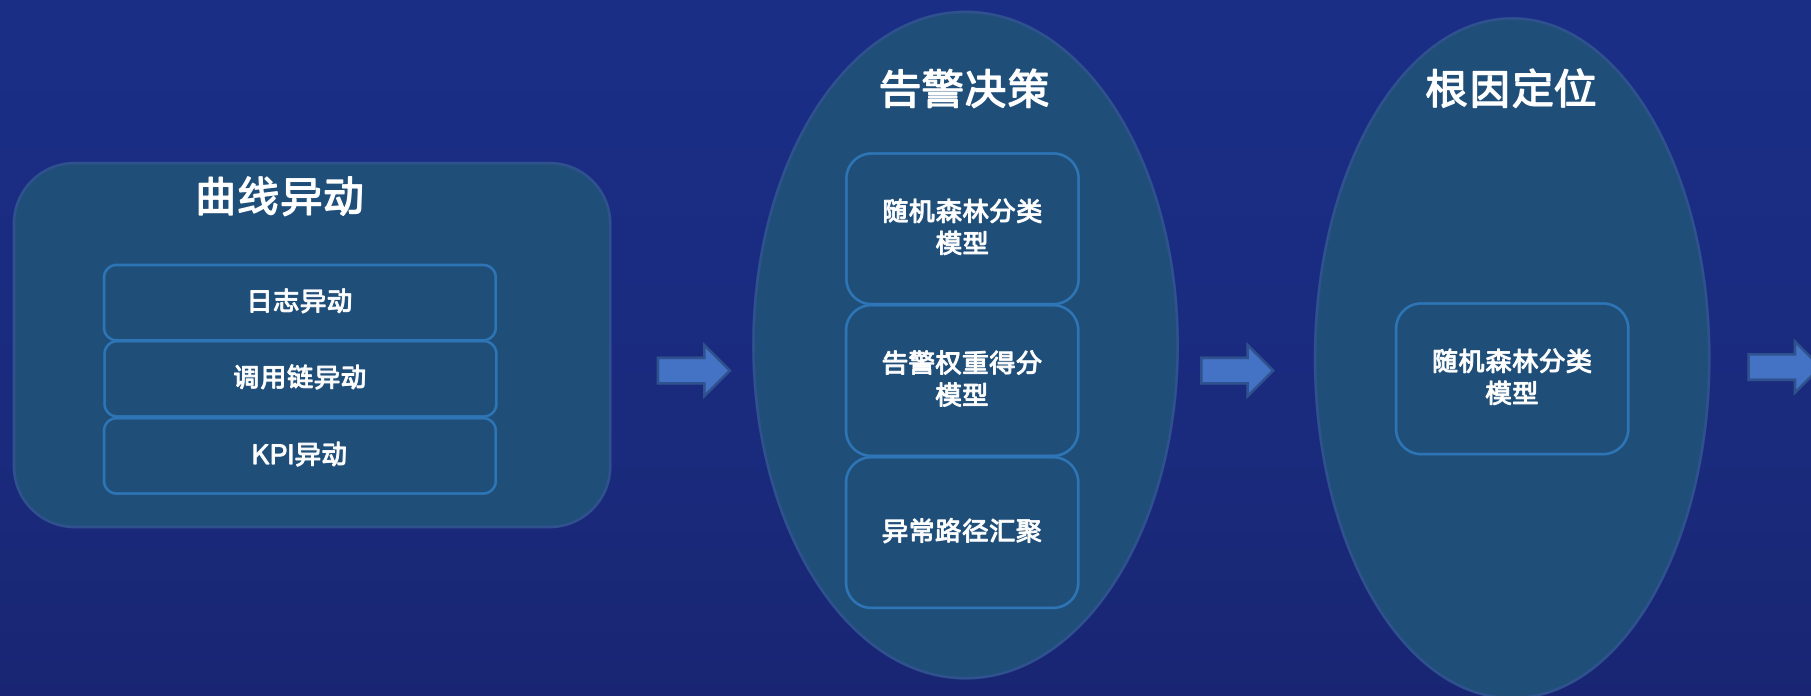 曲线异动
日志异动
调用链异动
KPI异动
告警决策
随机森林分类
模型
告警权重得分
模型
异常路径汇聚
根因定位
随机森林分类
模型